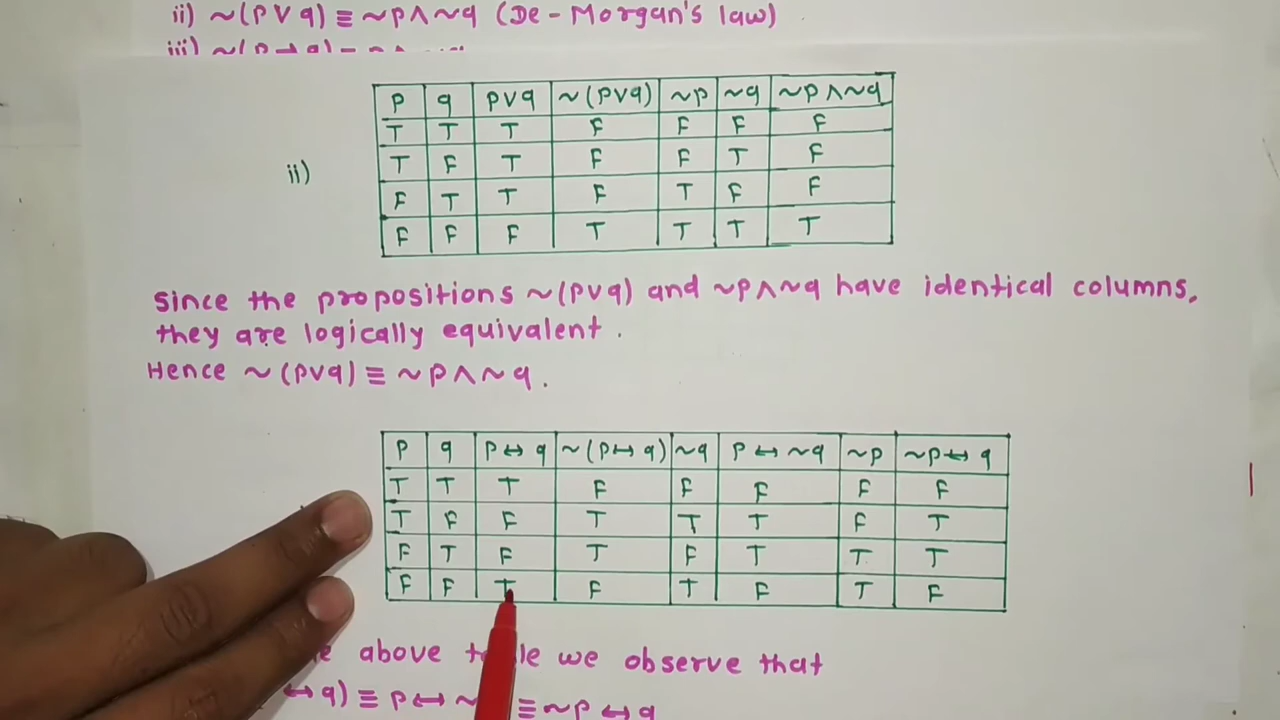 ii) ~(p∨q) ≡ ~p∧~q (De-Morgan's law)
iii) ~(p→q)
ii)
p q p∨q ~(p∨q) ~p ~q ~p∧~q
T T T F F F F
T F T F F T F
F T T F T F F
F F F T T T T
Since the propositions ~(p∨q) and ~p∧~q have identical columns,
they are logically equivalent.
Hence ~(p∨q) ≡ ~p∧~q.
p q p↔q ~(p↔q) ~q p↔~q ~p ~p↔q
T T T F F F F F
T F F T T T F T
F T F T F T T T
F F T F T F T F
above we observe that
↔q) ≡ p↔~ ≡ ~p↔q